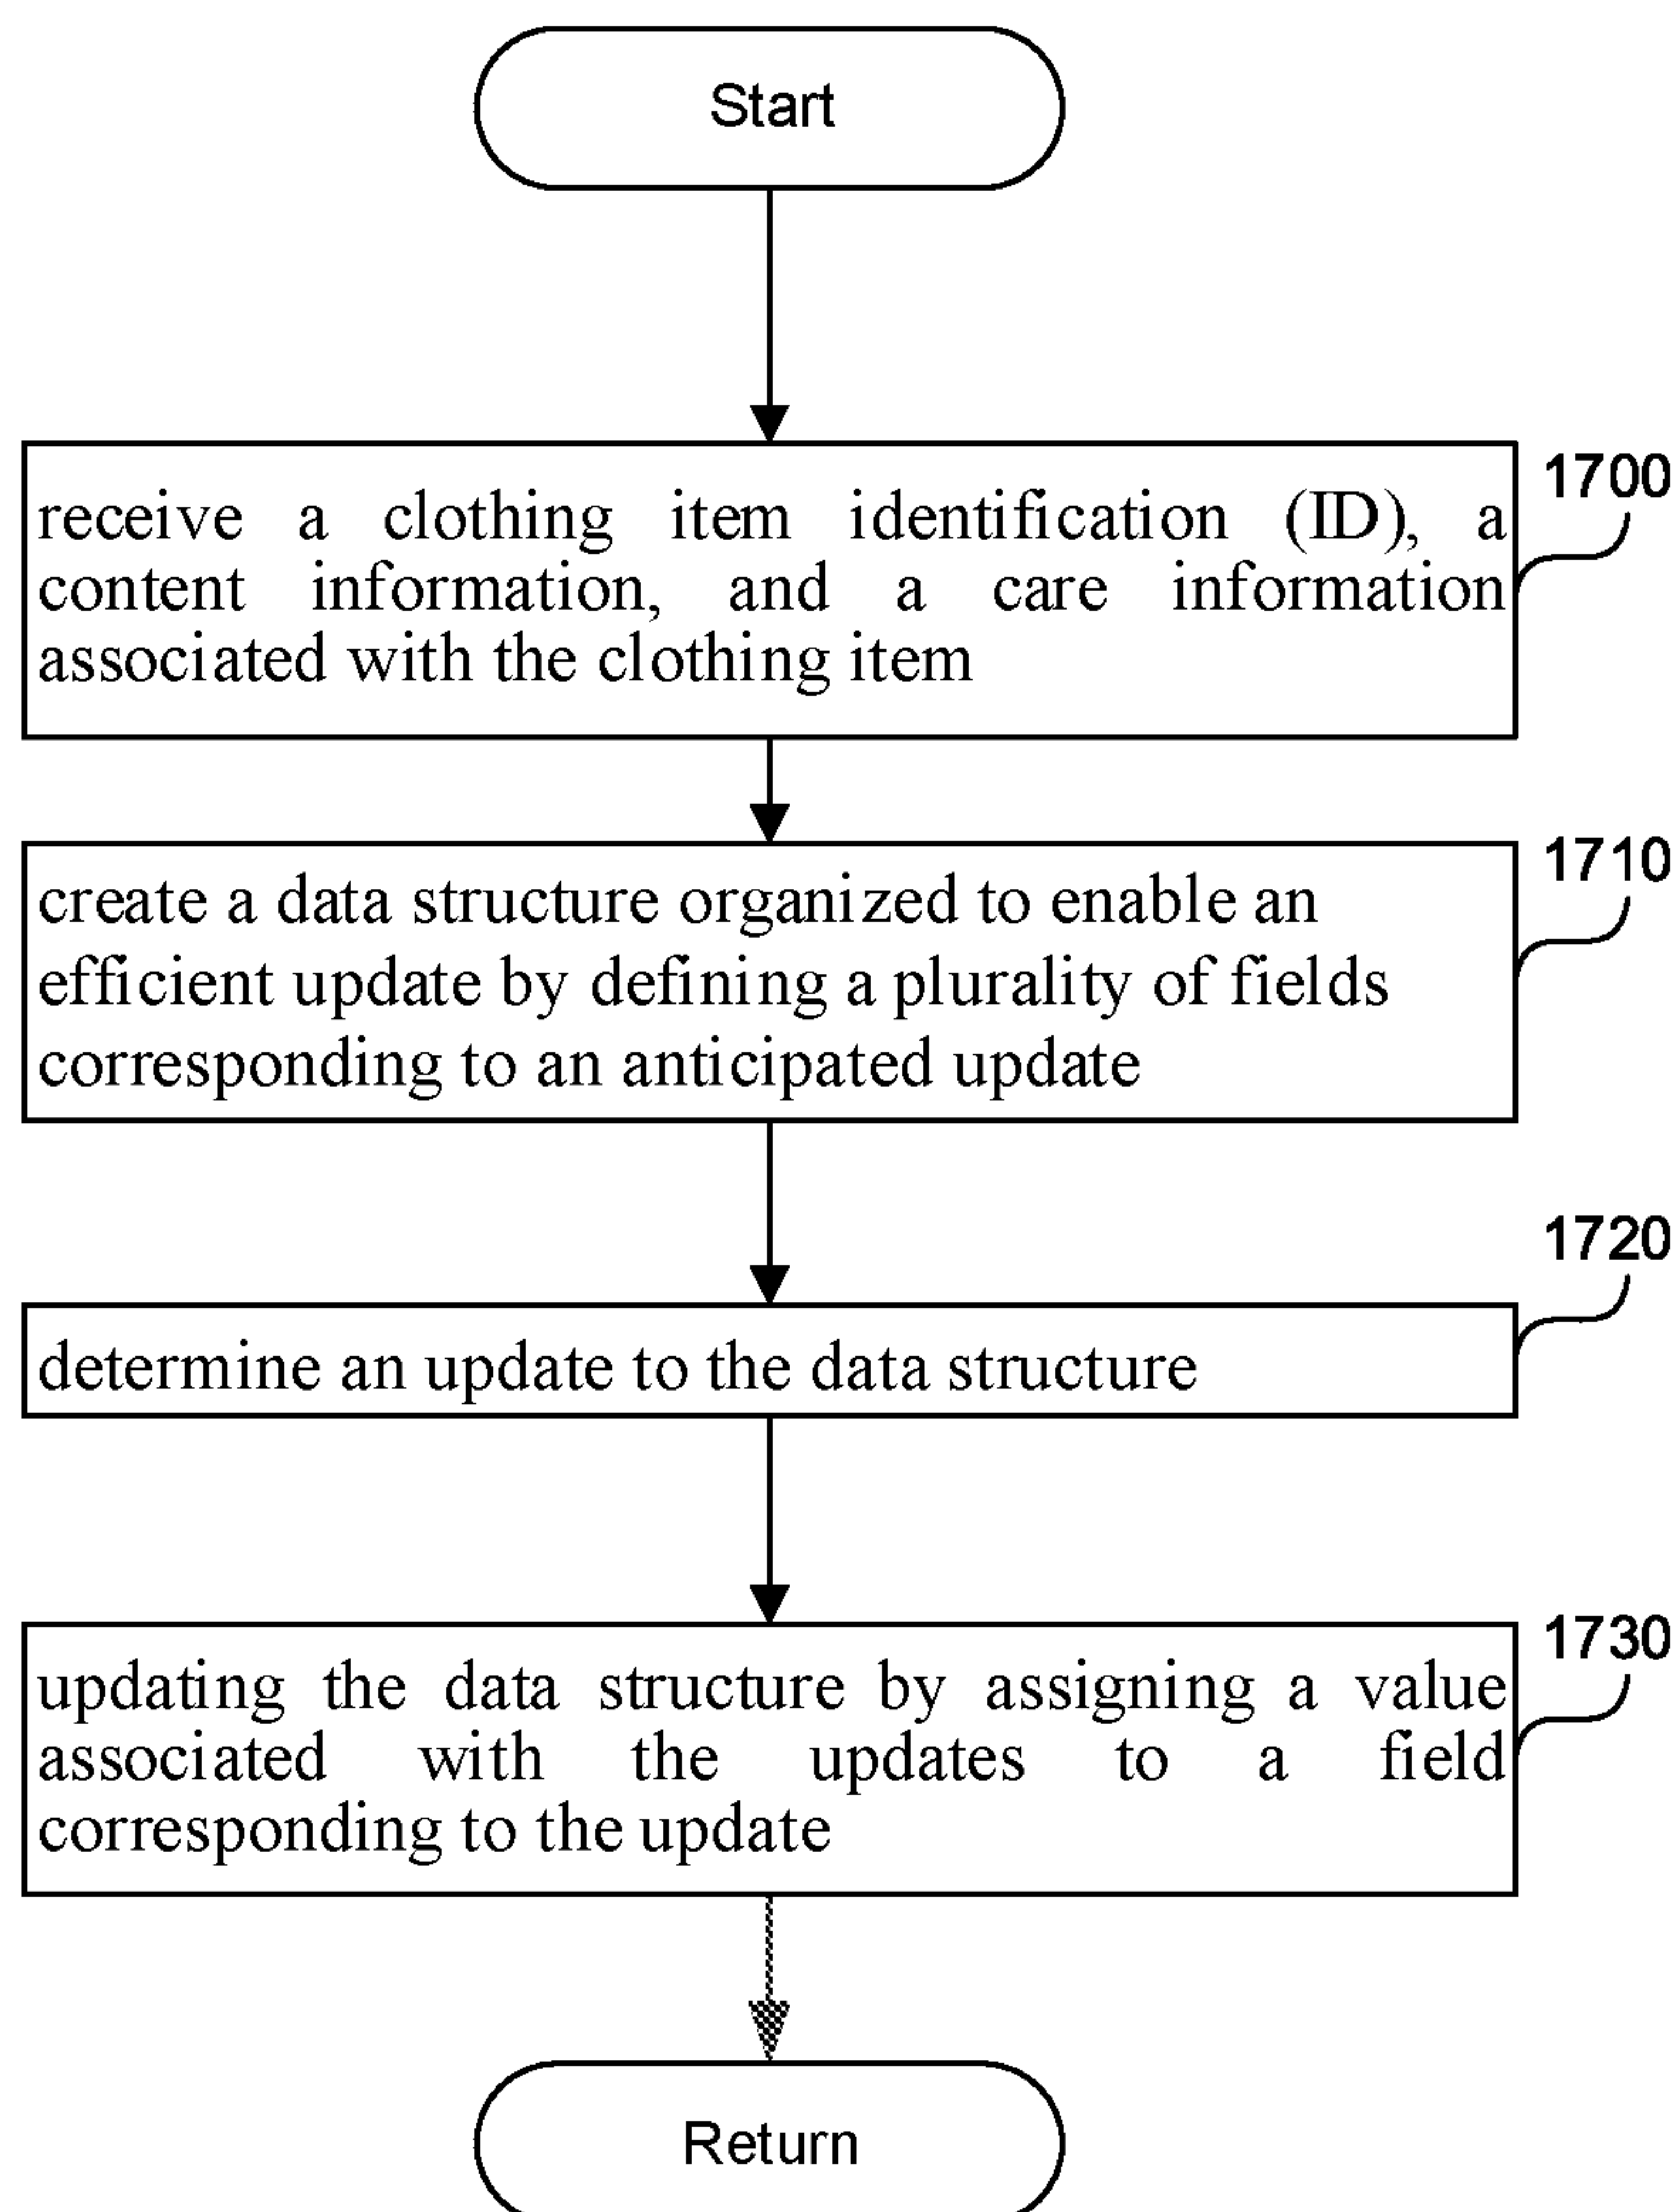 Start
1700
receive a clothing item identification (ID), a
content information, and a care information
associated with the clothing item
1710
create a data structure organized to enable an
efficient update by defining a plurality of fields
corresponding to an anticipated update
1720
determine an update to the data structure
1730
updating the data structure by assigning a value
associated with the updates to a field
corresponding to the update
Return